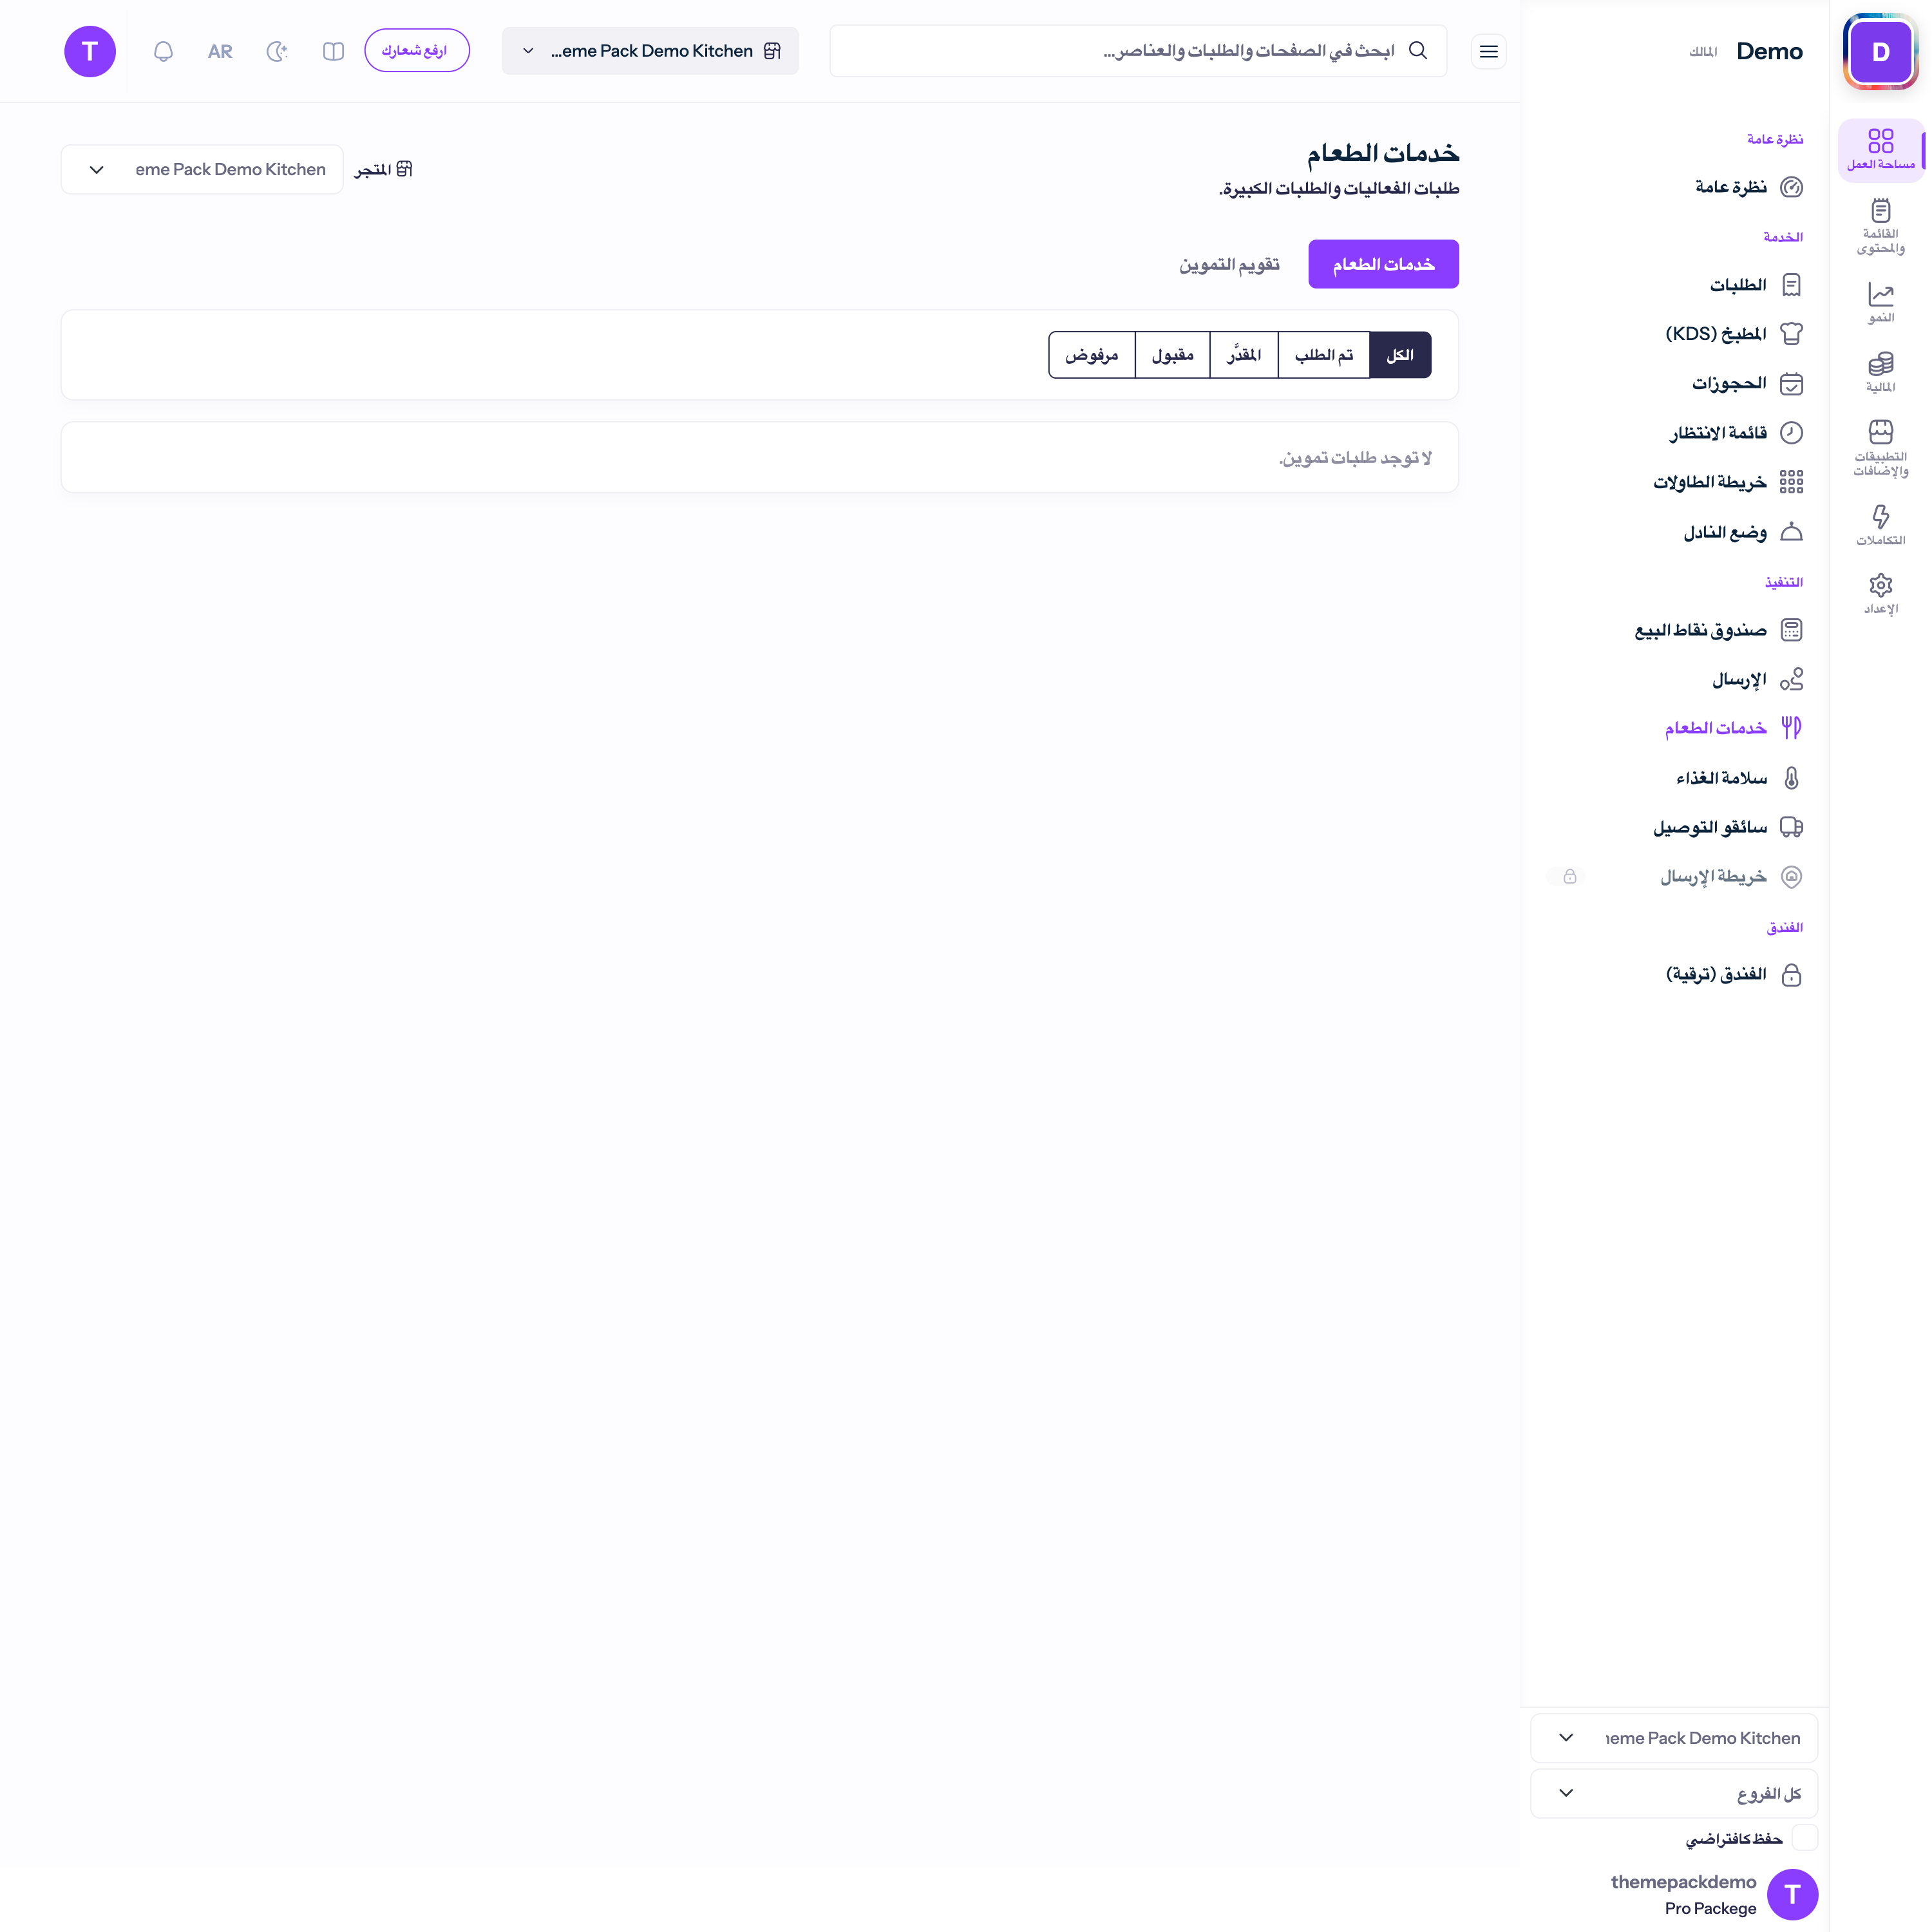 D
مساحة العمل
القائمة
والمحتوى
النمو
المالية
التطبيقات
والإضافات
التكاملات
الإعداد
Demo المالك
نظرة عامة
نظرة عامة
الخدمة
الطلبات
المطبخ (KDS)
الحجوزات
قائمة الانتظار
خريطة الطاولات
وضع النادل
التنفيذ
صندوق نقاط البيع
الإرسال
خدمات الطعام
سلامة الغذاء
سائقو التوصيل
خريطة الإرسال
الفندق
الفندق (ترقية)
eme Pack Demo Kitchen
كل الفروع
حفظ كافتراضي
T
themepackdemo
Pro Packege
ابحث في الصفحات والطلبات والعناصر...
...eme Pack Demo Kitchen
ارفع شعارك
AR
T
خدمات الطعام
طلبات الفعاليات والطلبات الكبيرة.
المتجر
eme Pack Demo Kitchen
خدمات الطعام
تقويم التموين
الكل
تم الطلب
المقدَّر
مقبول
مرفوض
لا توجد طلبات تموين.